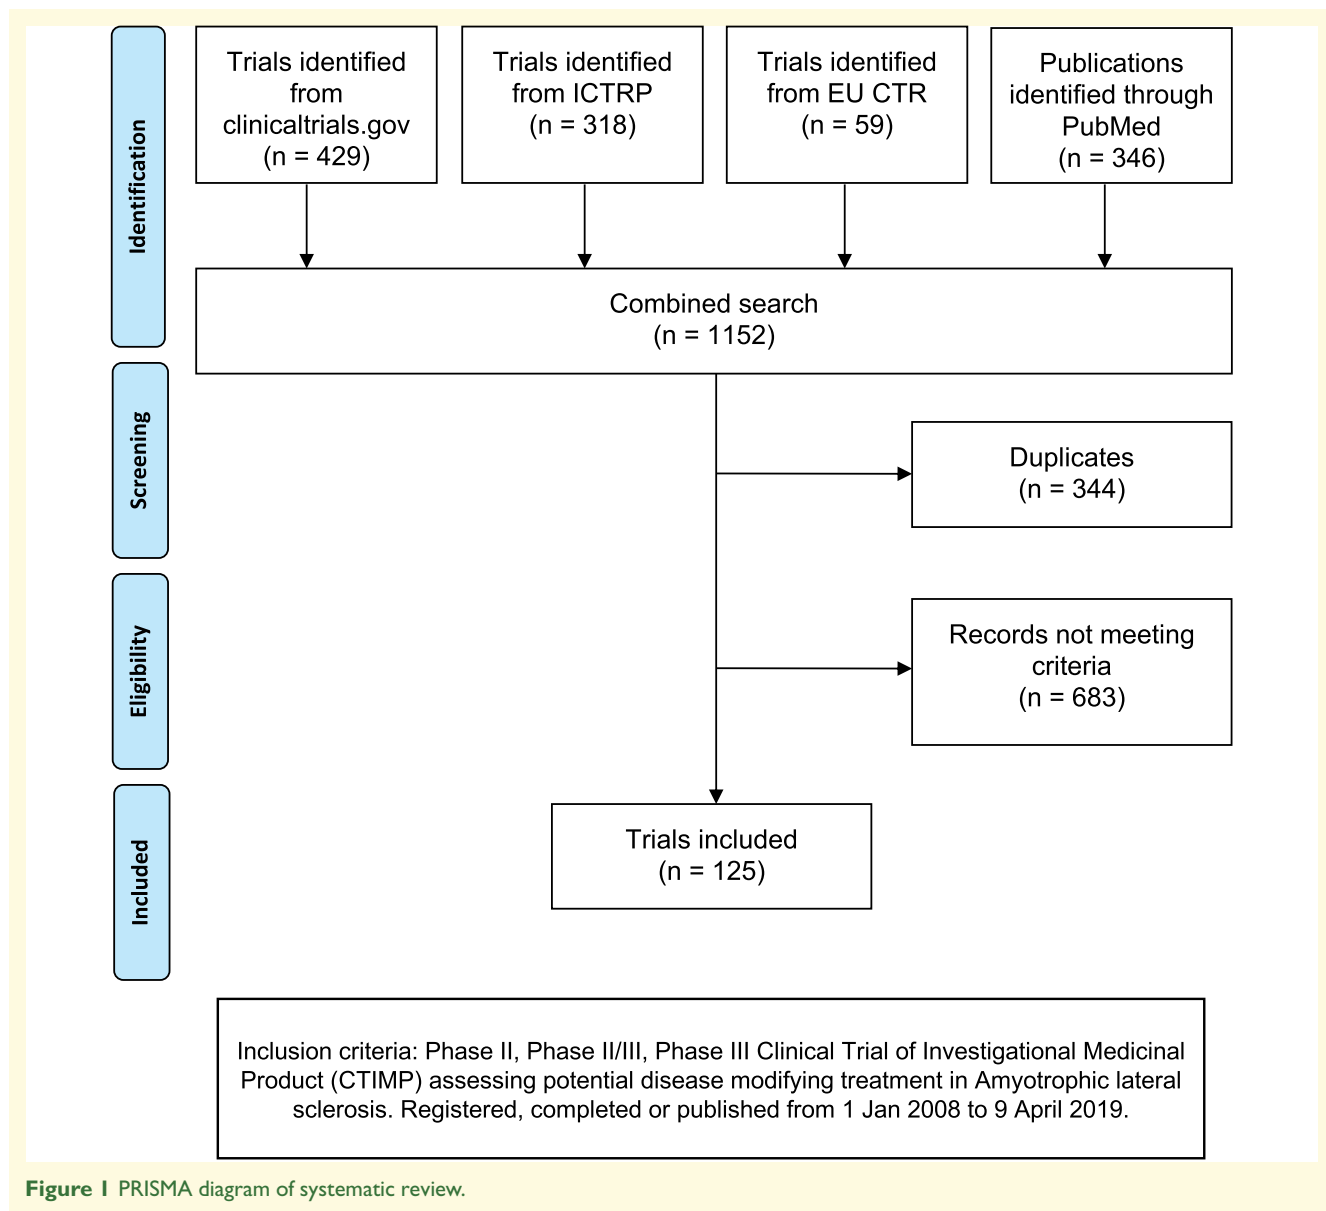 Identification
Trials identified
from
clinicaltrials.gov
(n = 429)
Trials identified
from ICTRP
(n = 318)
Trials identified
from EU CTR
(n = 59)
Publications
identified through
PubMed
(n = 346)
Combined search
(n = 1152)
Screening
Duplicates
(n = 344)
Eligibility
Records not meeting
criteria
(n = 683)
Included
Trials included
(n = 125)
Inclusion criteria: Phase II, Phase II/III, Phase III Clinical Trial of Investigational Medicinal
Product (CTIMP) assessing potential disease modifying treatment in Amyotrophic lateral
sclerosis. Registered, completed or published from 1 Jan 2008 to 9 April 2019.
Figure 1 PRISMA diagram of systematic review.